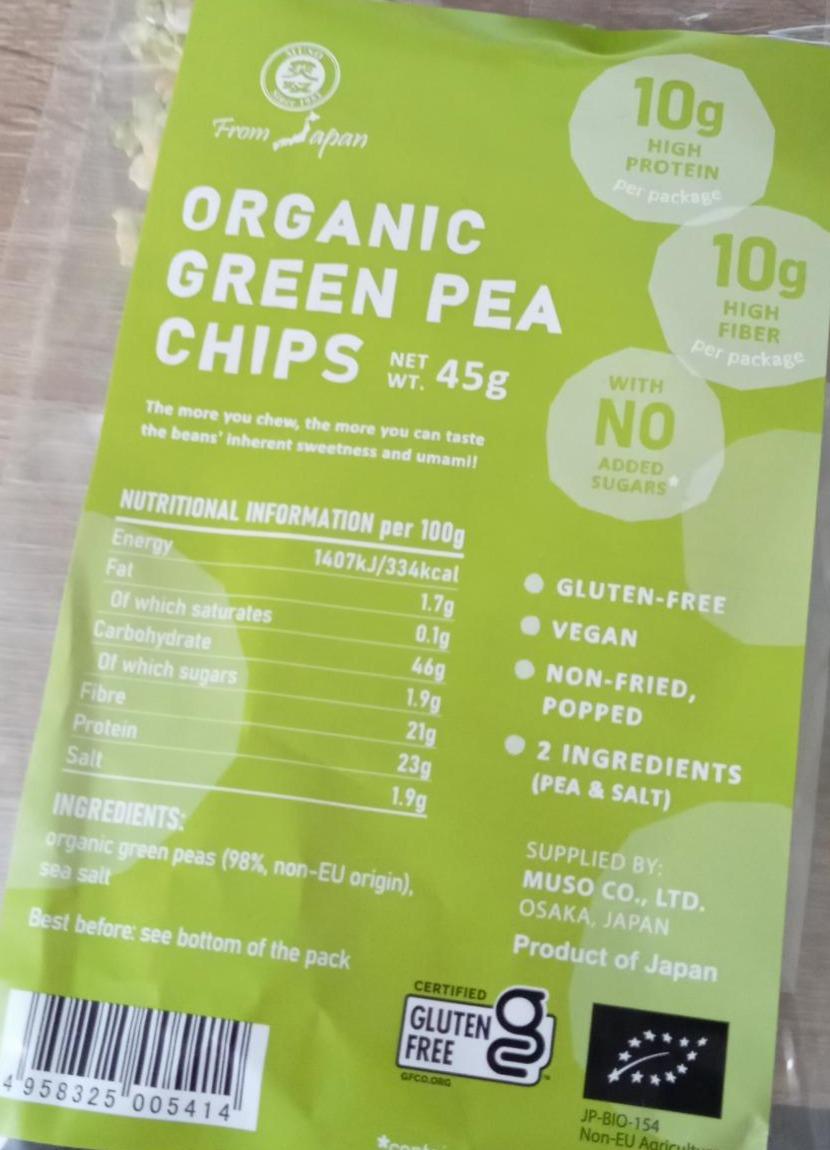 MUSO
Since 1951
From Japan
10g
HIGH
PROTEIN
per package
10g
HIGH
FIBER
per package
ORGANIC
GREEN PEA
CHIPS NET WT. 45g
WITH
NO
ADDED
SUGARS*
The more you chew, the more you can taste
the beans' inherent sweetness and umami!
NUTRITIONAL INFORMATION per 100g
Energy 1407kJ/334kcal
Fat 1.7g
Of which saturates 0.1g
Carbohydrate 46g
Of which sugars 1.9g
Fibre 21g
Protein 23g
Salt 1.9g
INGREDIENTS:
organic green peas (98%, non-EU origin),
sea salt
Best before: see bottom of the pack
GLUTEN-FREE
VEGAN
NON-FRIED,
POPPED
2 INGREDIENTS
(PEA & SALT)
SUPPLIED BY:
MUSO CO., LTD.
OSAKA, JAPAN
Product of Japan
4 958325 005414
CERTIFIED
GLUTEN
FREE
GFCO.ORG
JP-BIO-154
Non-EU